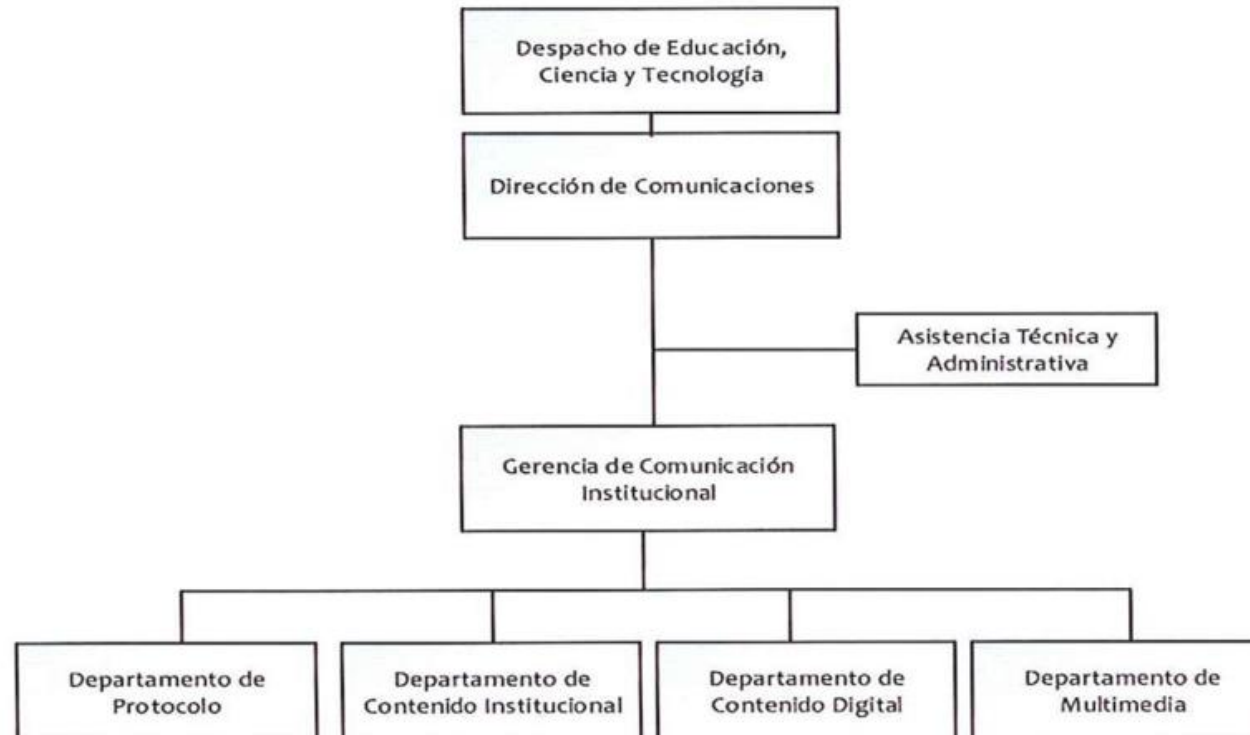 Despacho de Educación,
Ciencia y Tecnología
Dirección de Comunicaciones
Asistencia Técnica y
Administrativa
Gerencia de Comunicación
Institucional
Departamento de
Protocolo
Departamento de
Contenido Institucional
Departamento de
Contenido Digital
Departamento de
Multimedia